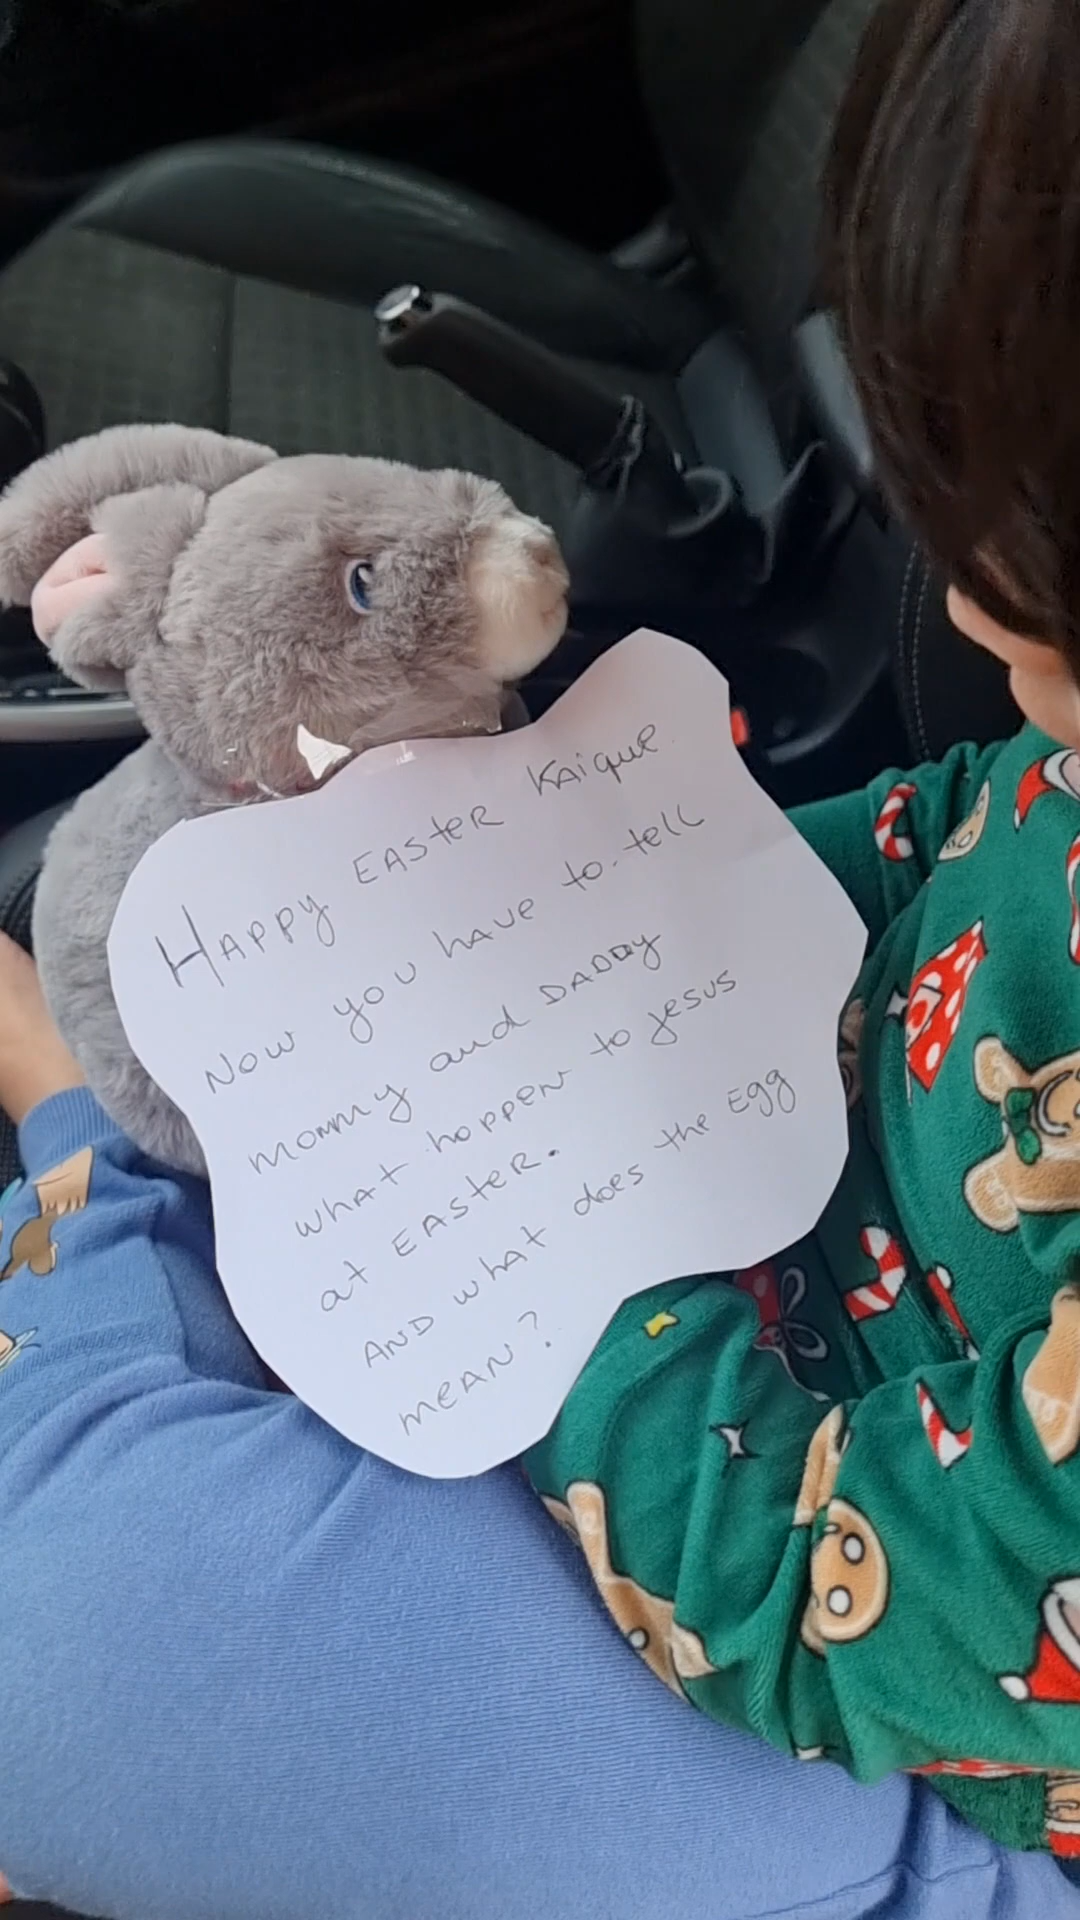 HAPPY EASTER KAique.
Now you have to tell
mommy and DADDy
what hoppen to jesus
at EASTER.
AND what does the Egg
meAN?